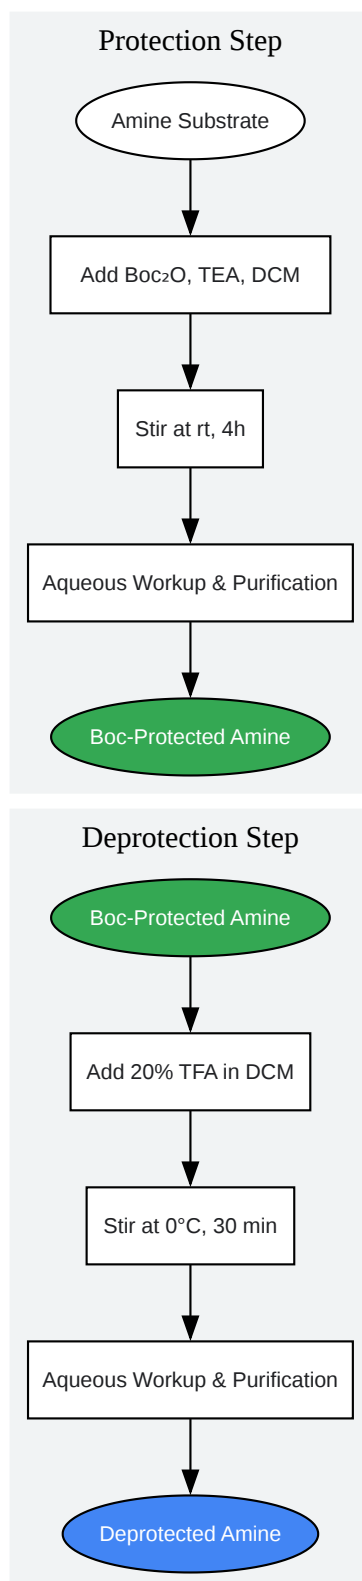 Protection Step
Amine Substrate
Add Boc₂O, TEA, DCM
Stir at rt, 4h
Aqueous Workup & Purification
Boc-Protected Amine
Deprotection Step
Boc-Protected Amine
Add 20% TFA in DCM
Stir at 0°C, 30 min
Aqueous Workup & Purification
Deprotected Amine